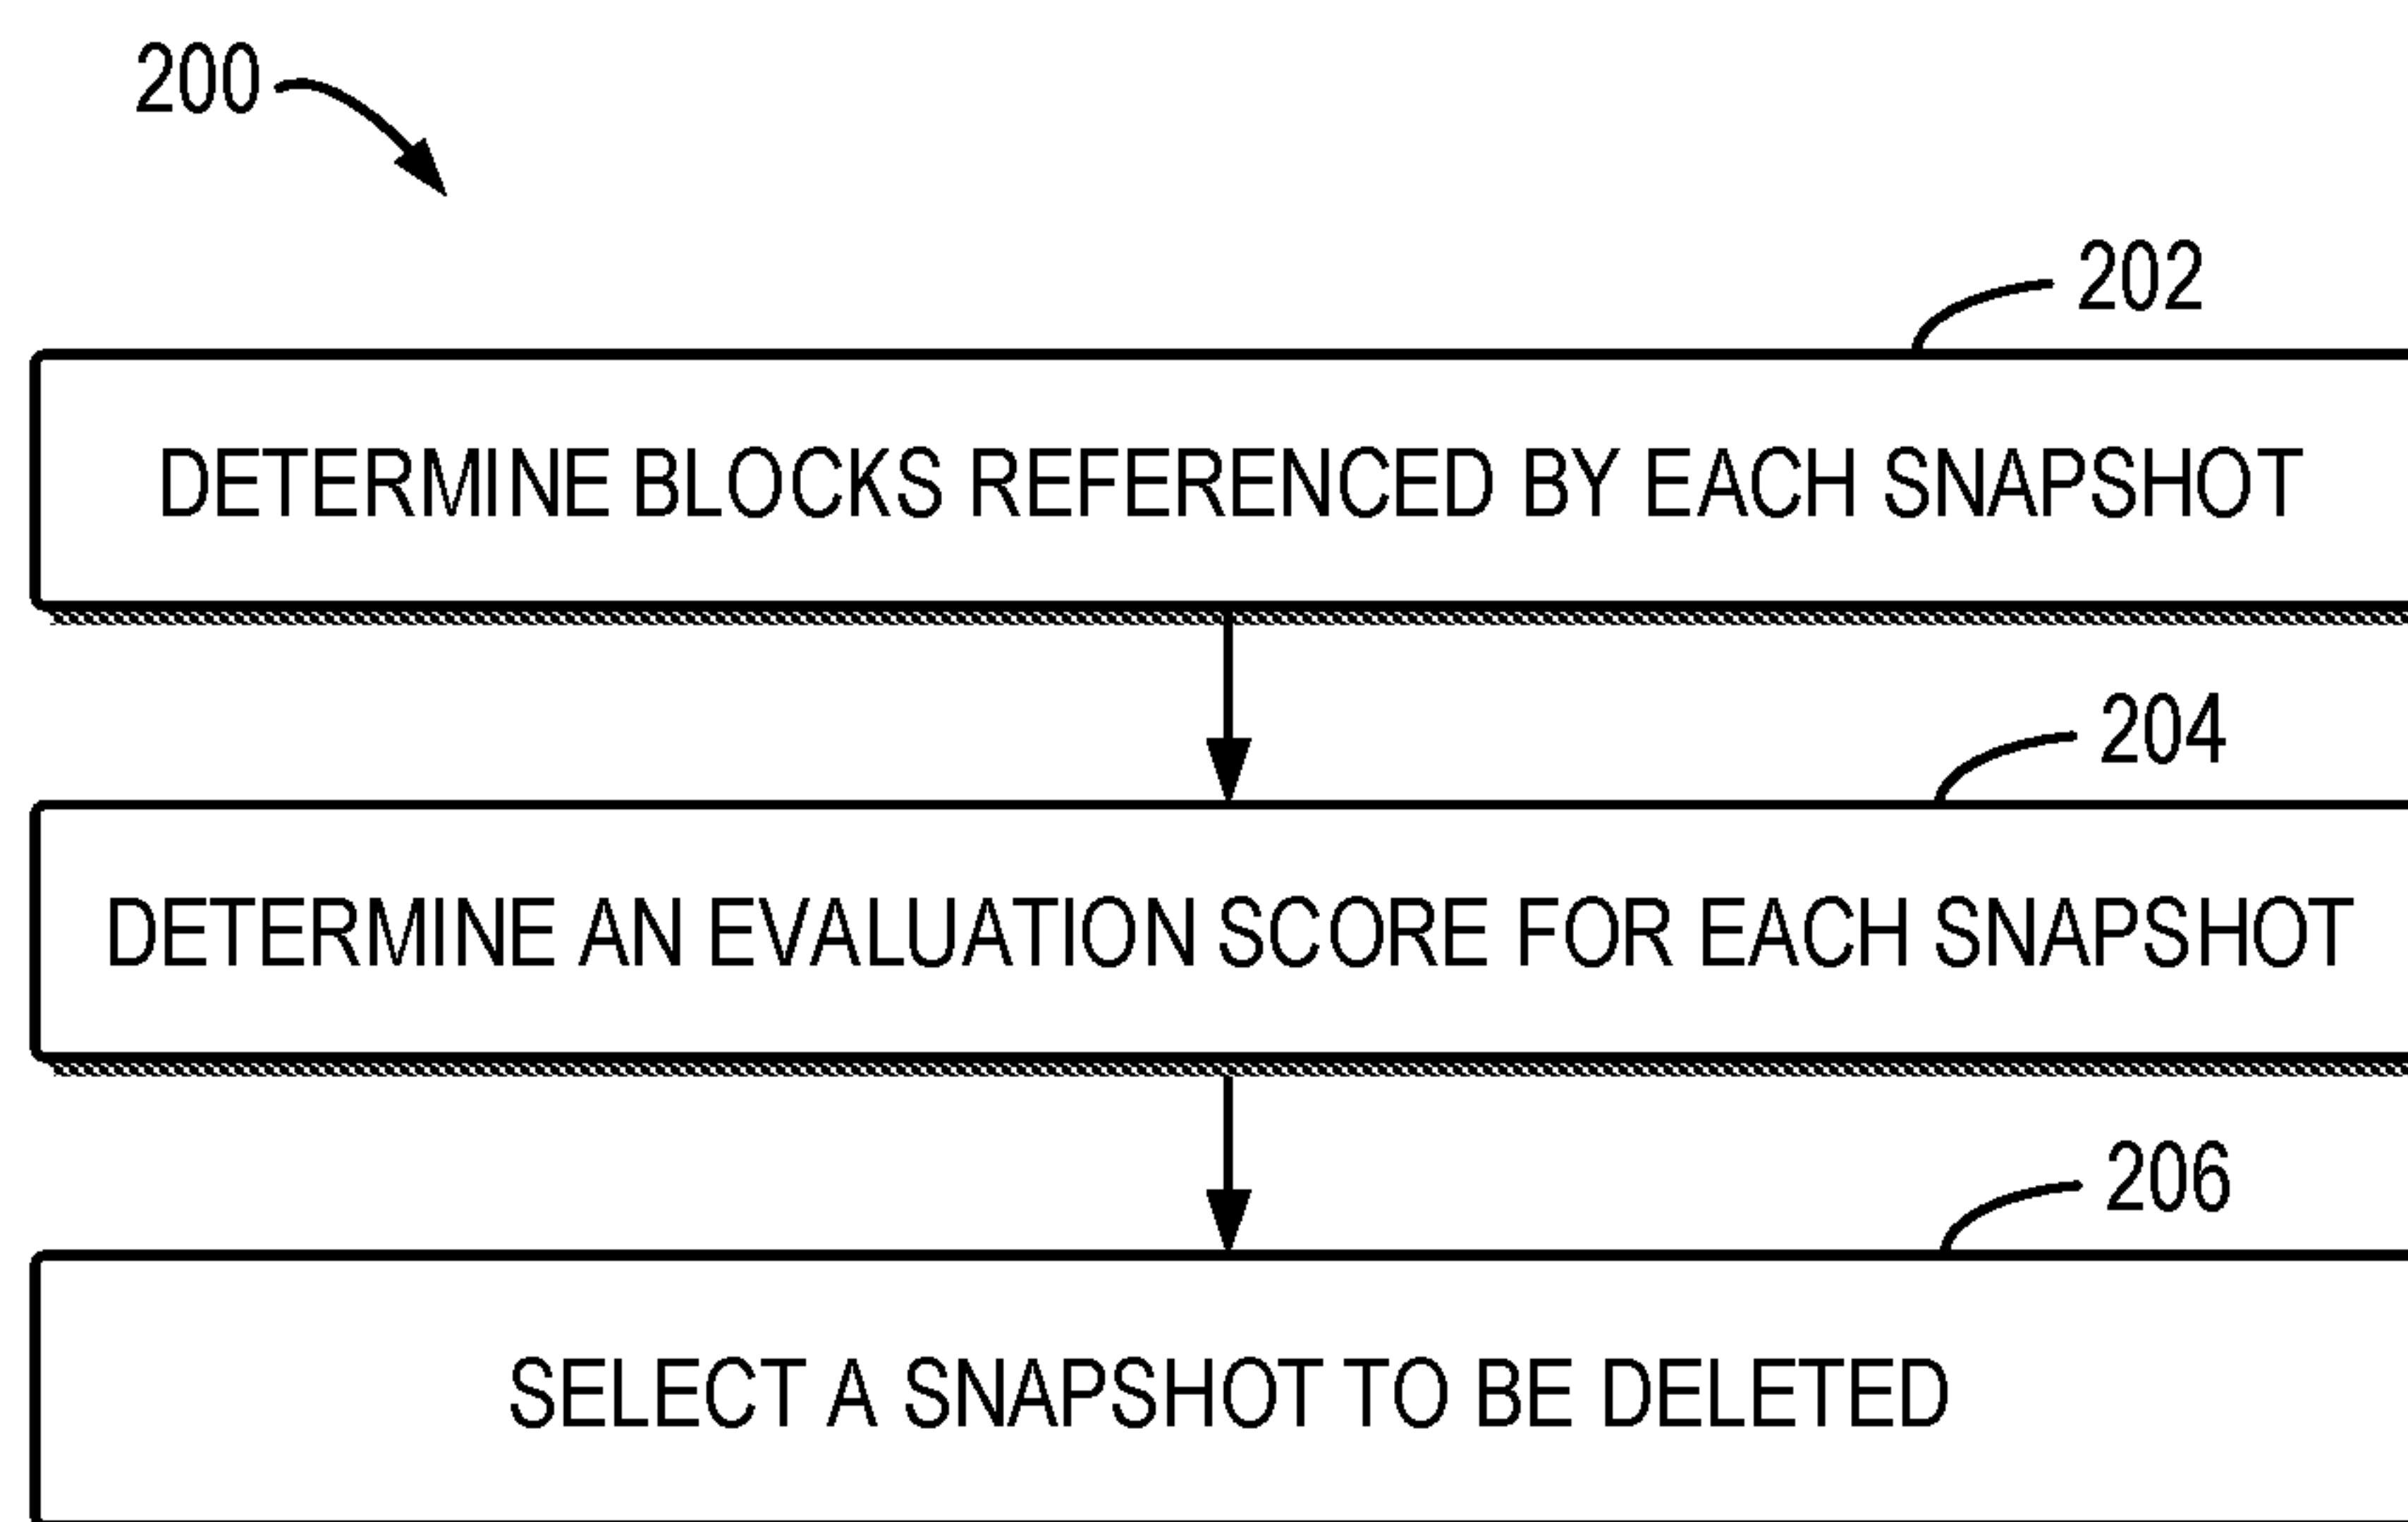 200
202
DETERMINE BLOCKS REFERENCED BY EACH SNAPSHOT
204
DETERMINE AN EVALUATION SCORE FOR EACH SNAPSHOT
206
SELECT A SNAPSHOT TO BE DELETED